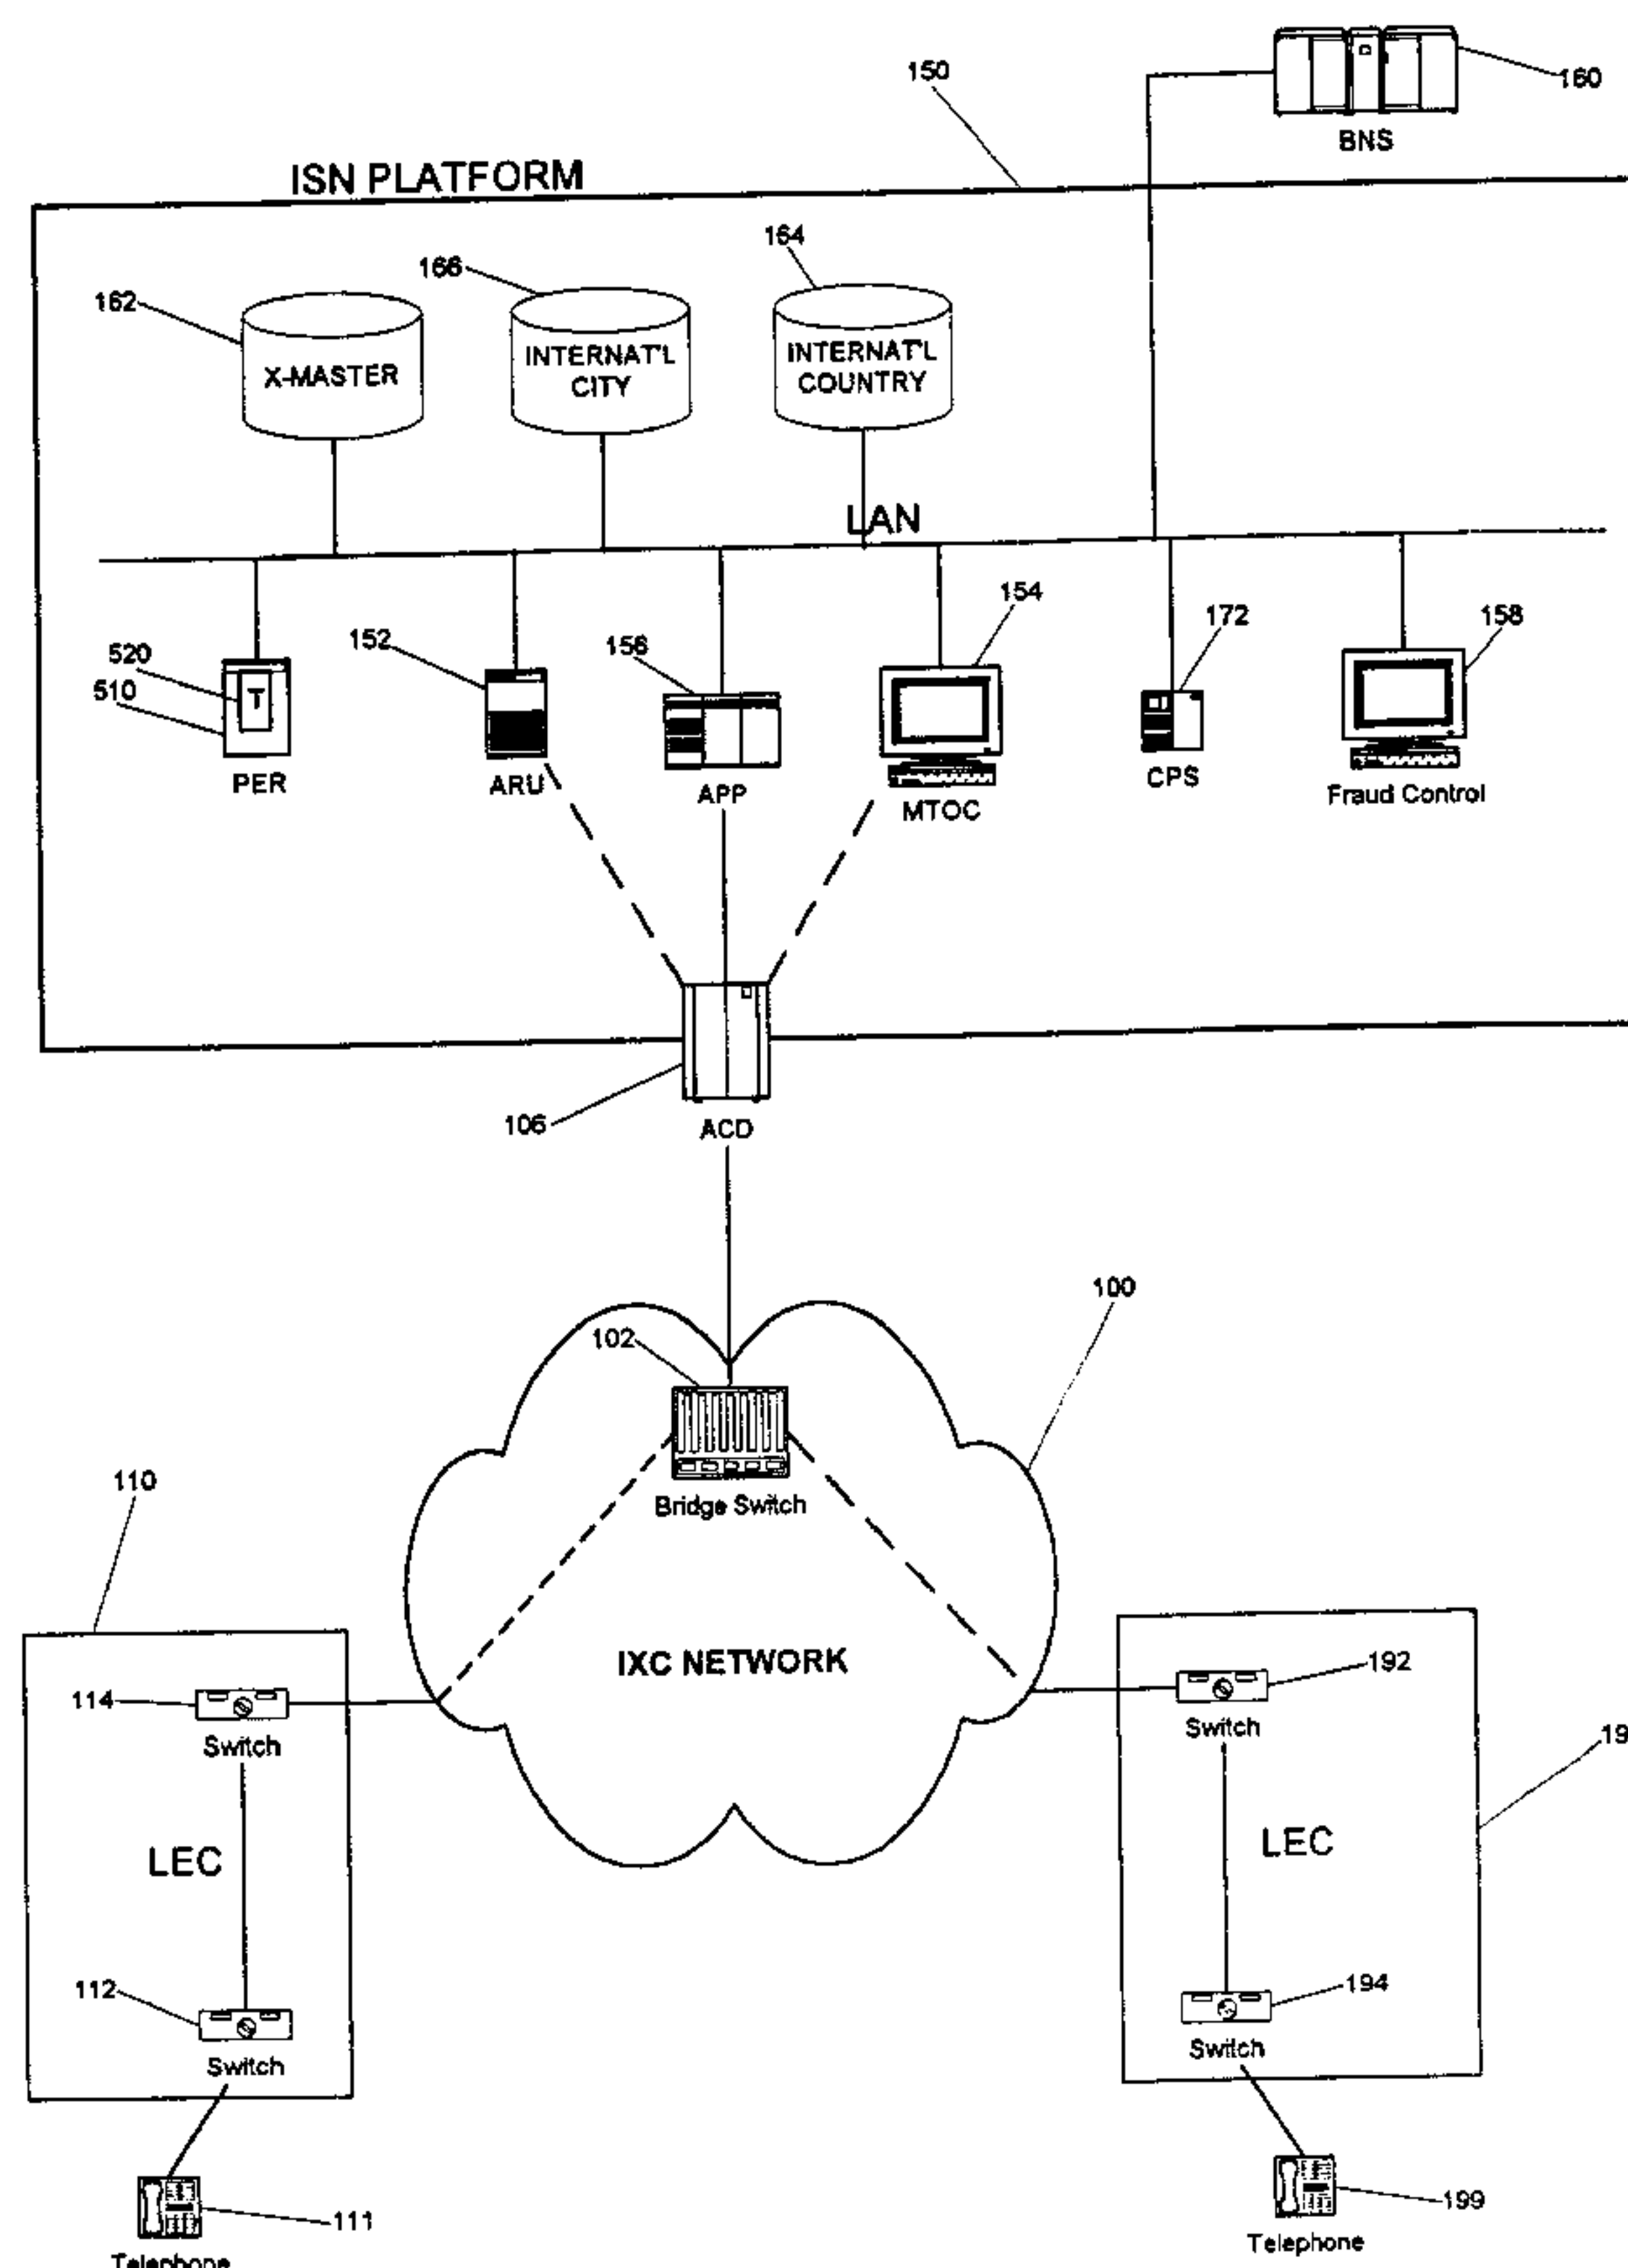 150
160
BNS
ISN PLATFORM
164
166
162
X-MASTER
INTERNAT'L
CITY
INTERNAT'L
COUNTRY
LAN
154
152
156
172
158
520
510
T
PER
ARU
APP
MTOC
CPS
Fraud Control
106
ACD
100
102
Bridge Switch
110
IXC NETWORK
114
Switch
192
Switch
19
LEC
LEC
112
Switch
194
Switch
111
Telephone
199
Telephone